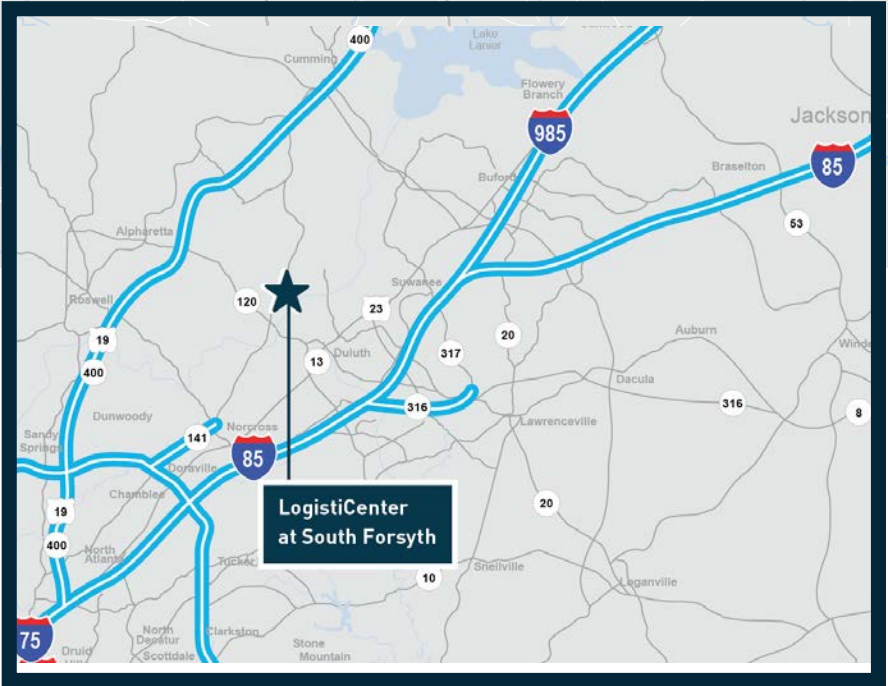 400
Lake
Lanier
Cumming
Flowery
Branch
985
Jackson
85
Braselton
Buford
53
Alpharetta
Suwanee
120
23
Roswell
19
20
Auburn
13
Duluth
317
400
Dacula
316
316
8
Dunwoody
Norcross
Lawrenceville
141
Sandy
Springs
85
Doraville
Chamblee
LogistiCenter
at South Forsyth
19
20
400
North
Tucker
10
Snellville
Loganville
75
North
Decatur
Clarkston
Stone
Mountain
Druid
Scottdale